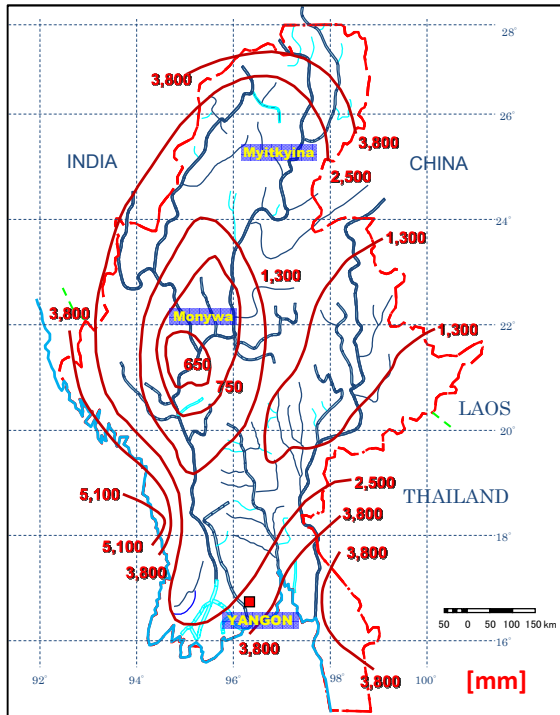 28°
3,800
26°
3,800
Myitkyina
INDIA
CHINA
2,500
24°
1,300
1,300
3,800
Monywa
22°
1,300
650
750
LAOS
20°
2,500
5,100
THAILAND
3,800
18°
5,100
3,800
3,800
YANGON
50 0 50 100 150 km
3,800
16°
3,800
92° 94° 96° 98° 100°
[mm]